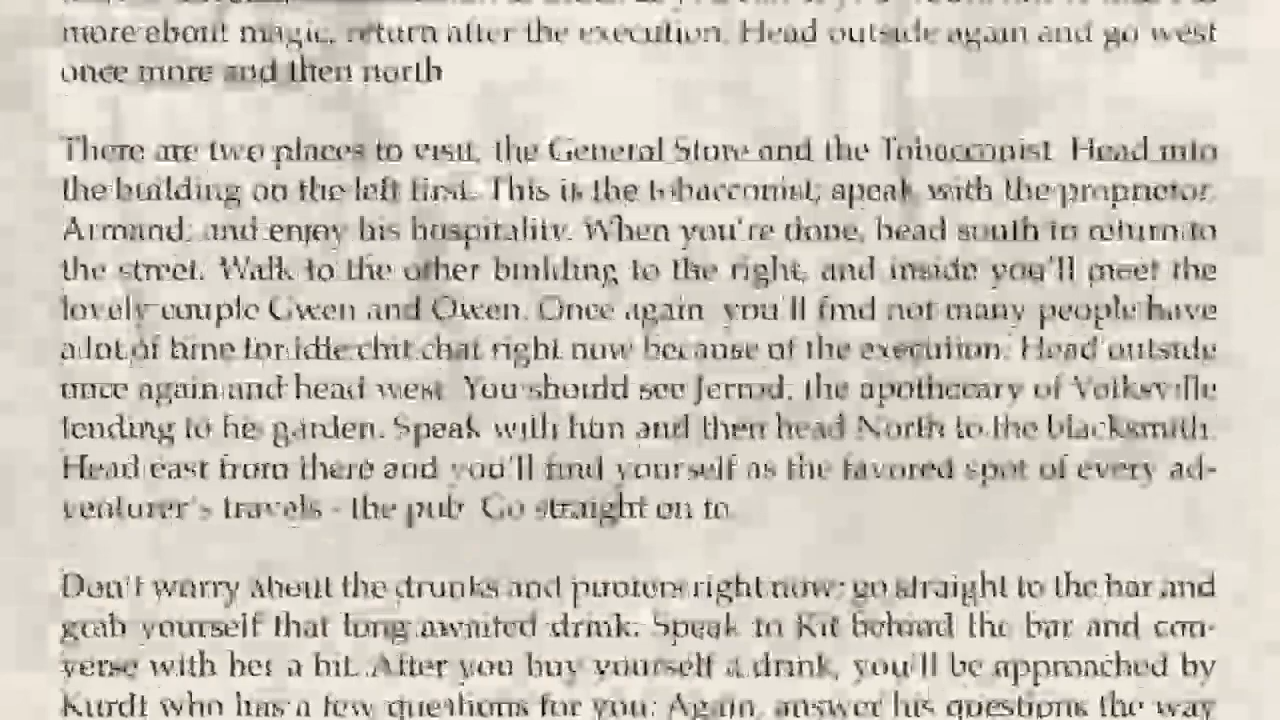 more about magic, return after the execution. Head outside again and go west
once more and then north
There are two places to visit, the General Store and the Tobacconist. Head into
the building on the left first. This is the tobacconist; speak with the proprietor,
Armand, and enjoy his hospitality. When you're done, head south to return to
the street. Walk to the other building to the right, and inside you'll meet the
lovely couple Gwen and Owen. Once again you'll find not many people have
a lot of time for idle chit chat right now because of the execution. Head outside
once again and head west. You should see Jerrod, the apothecary of Volksville
tending to his garden. Speak with him and then head North to the blacksmith.
Head east from there and you'll find yourself as the favored spot of every ad-
venturer's travels - the pub. Go straight on to.
Don't worry about the drunks and punters right now; go straight to the bar and
grab yourself that long awaited drink. Speak to Kit behind the bar and con-
verse with her a bit. After you buy yourself a drink, you'll be approached by
Kurdt who has a few questions for you. Again, answer his questions the way